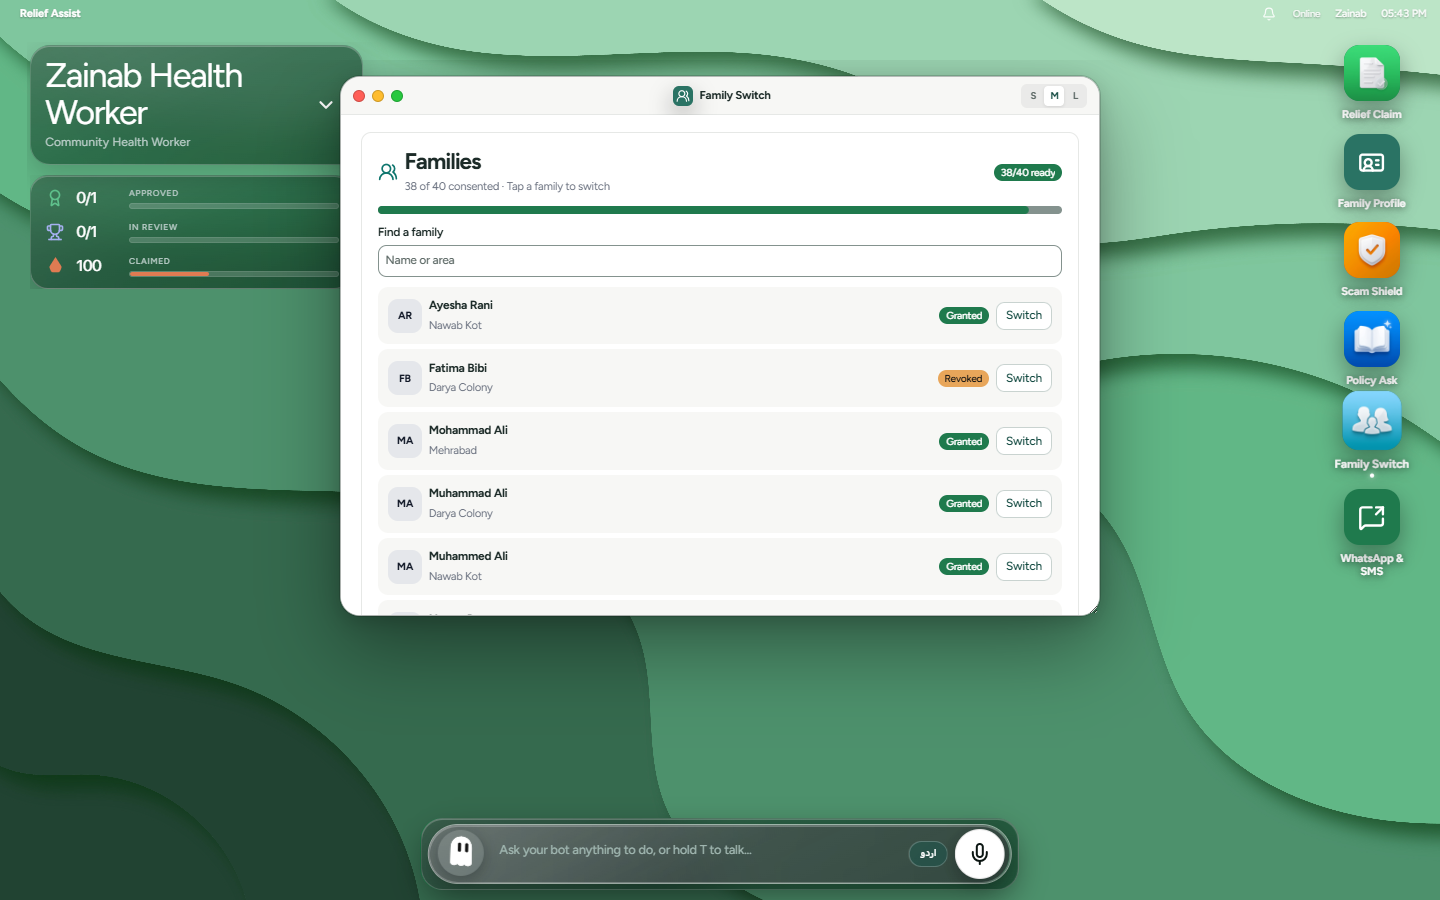 Relief Assist
Online Zainab 05:43 PM
Zainab Health
Worker
Community Health Worker
0/1 APPROVED
0/1 IN REVIEW
100 CLAIMED
Family Switch
S M L
Families
38 of 40 consented · Tap a family to switch
38/40 ready
Find a family
Name or area
AR Ayesha Rani Granted Switch
Nawab Kot
FB Fatima Bibi Revoked Switch
Darya Colony
MA Mohammad Ali Granted Switch
Mehrabad
MA Muhammad Ali Granted Switch
Darya Colony
MA Muhammed Ali Granted Switch
Nawab Kot
Relief Claim
Family Profile
Scam Shield
Policy Ask
Family Switch
WhatsApp &
SMS
Ask your bot anything to do, or hold T to talk...
اردو